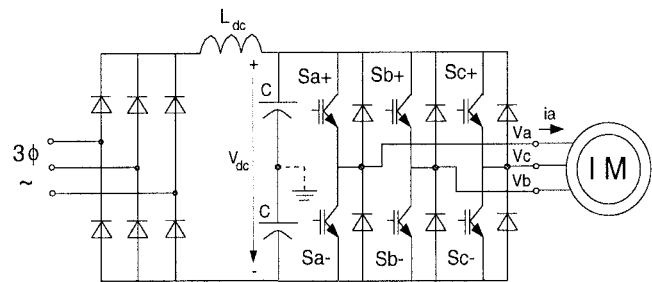 L dc
+
Sa+
Sb+
Sc+
C
Va
ia
3ϕ
~
V dc
Vc
I M
Vb
C
Sa-
Sb-
Sc-
-